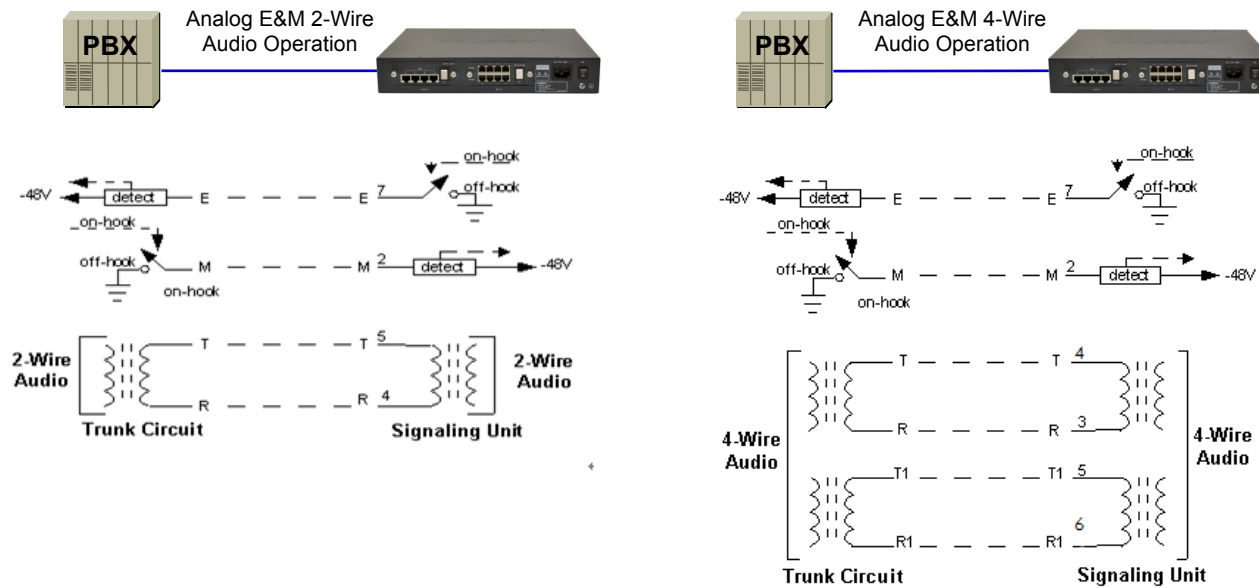 Analog E&M 2-Wire
Audio Operation
PBX
on-hook
-48V
detect
E
E
7
off-hook
on-hook
off-hook
M
M
2
detect
-48V
on-hook
2-Wire
Audio
T
T
5
R
R
4
2-Wire
Audio
Trunk Circuit
Signaling Unit
Analog E&M 4-Wire
Audio Operation
PBX
on-hook
-48V
detect
E
E
7
off-hook
on-hook
off-hook
M
M
2
detect
-48V
on-hook
4-Wire
Audio
T
T
4
R
R
3
T1
T1
5
R1
R1
6
4-Wire
Audio
Trunk Circuit
Signaling Unit